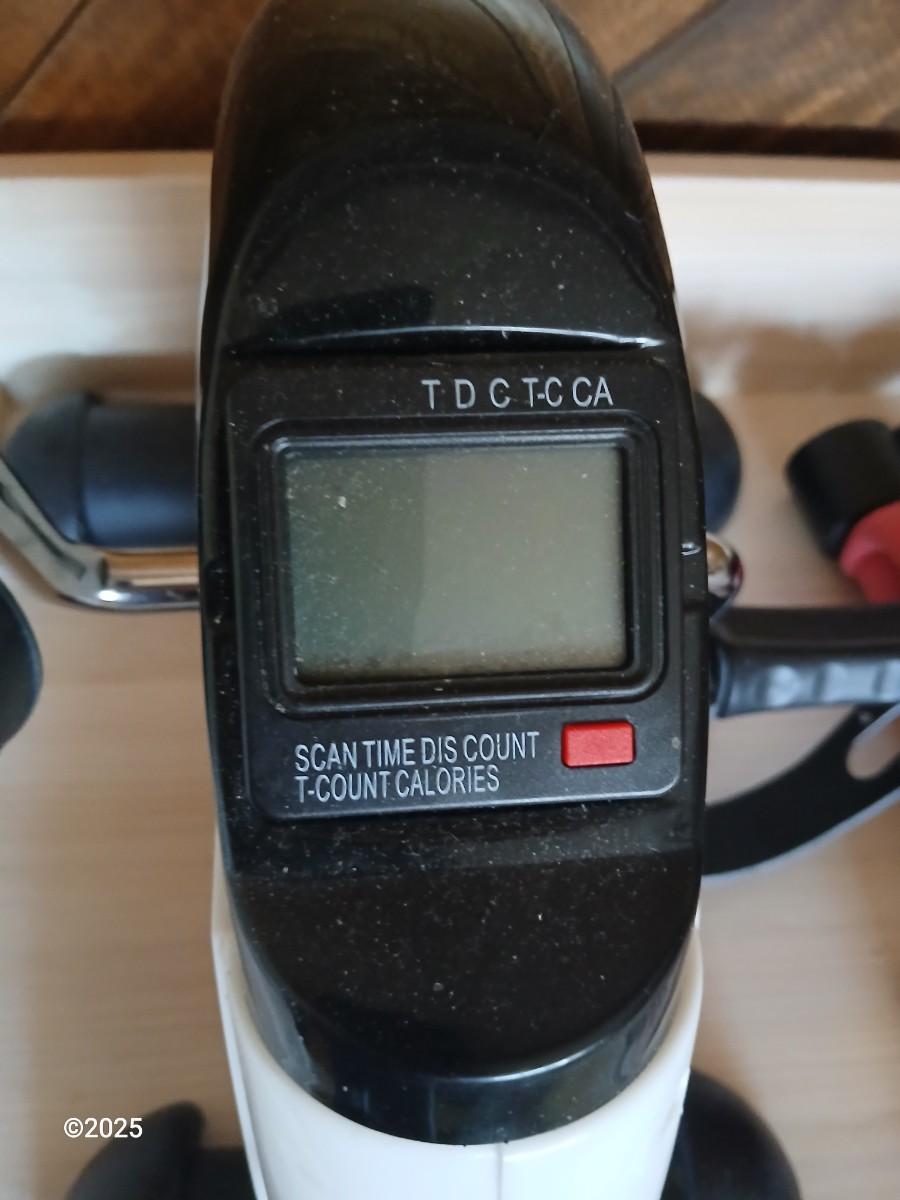 T D C T-C CA
SCAN TIME DIS COUNT
T-COUNT CALORIES
©2025